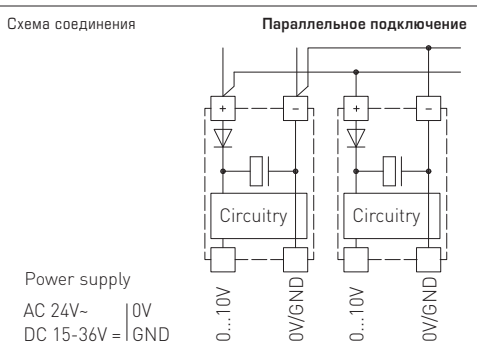 Схема соединения
Параллельное подключение
+
−
+
−
Circuitry
Circuitry
Power supply
AC 24V~ | 0V
DC 15-36V = | GND
0...10V
0V/GND
0...10V
0V/GND